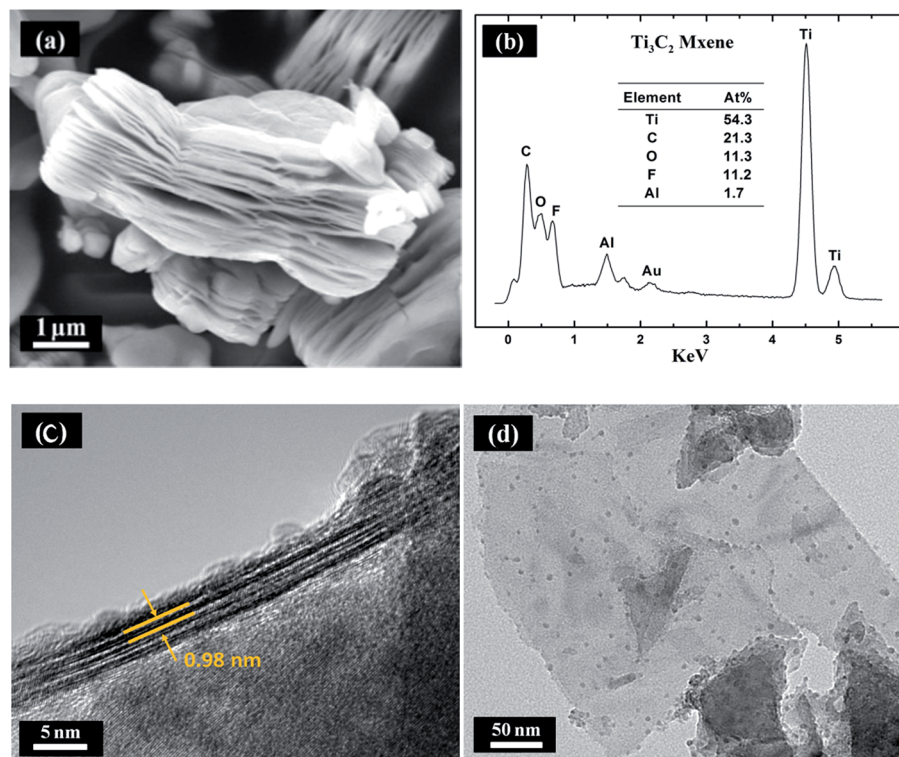 (a)
1 µm
(b)
Ti₃C₂ Mxene
Element At%
Ti 54.3
C 21.3
O 11.3
F 11.2
Al 1.7
C
O
F
Al
Au
Ti
Ti
0 1 2 3 4 5
KeV
(c)
0.98 nm
5 nm
(d)
50 nm